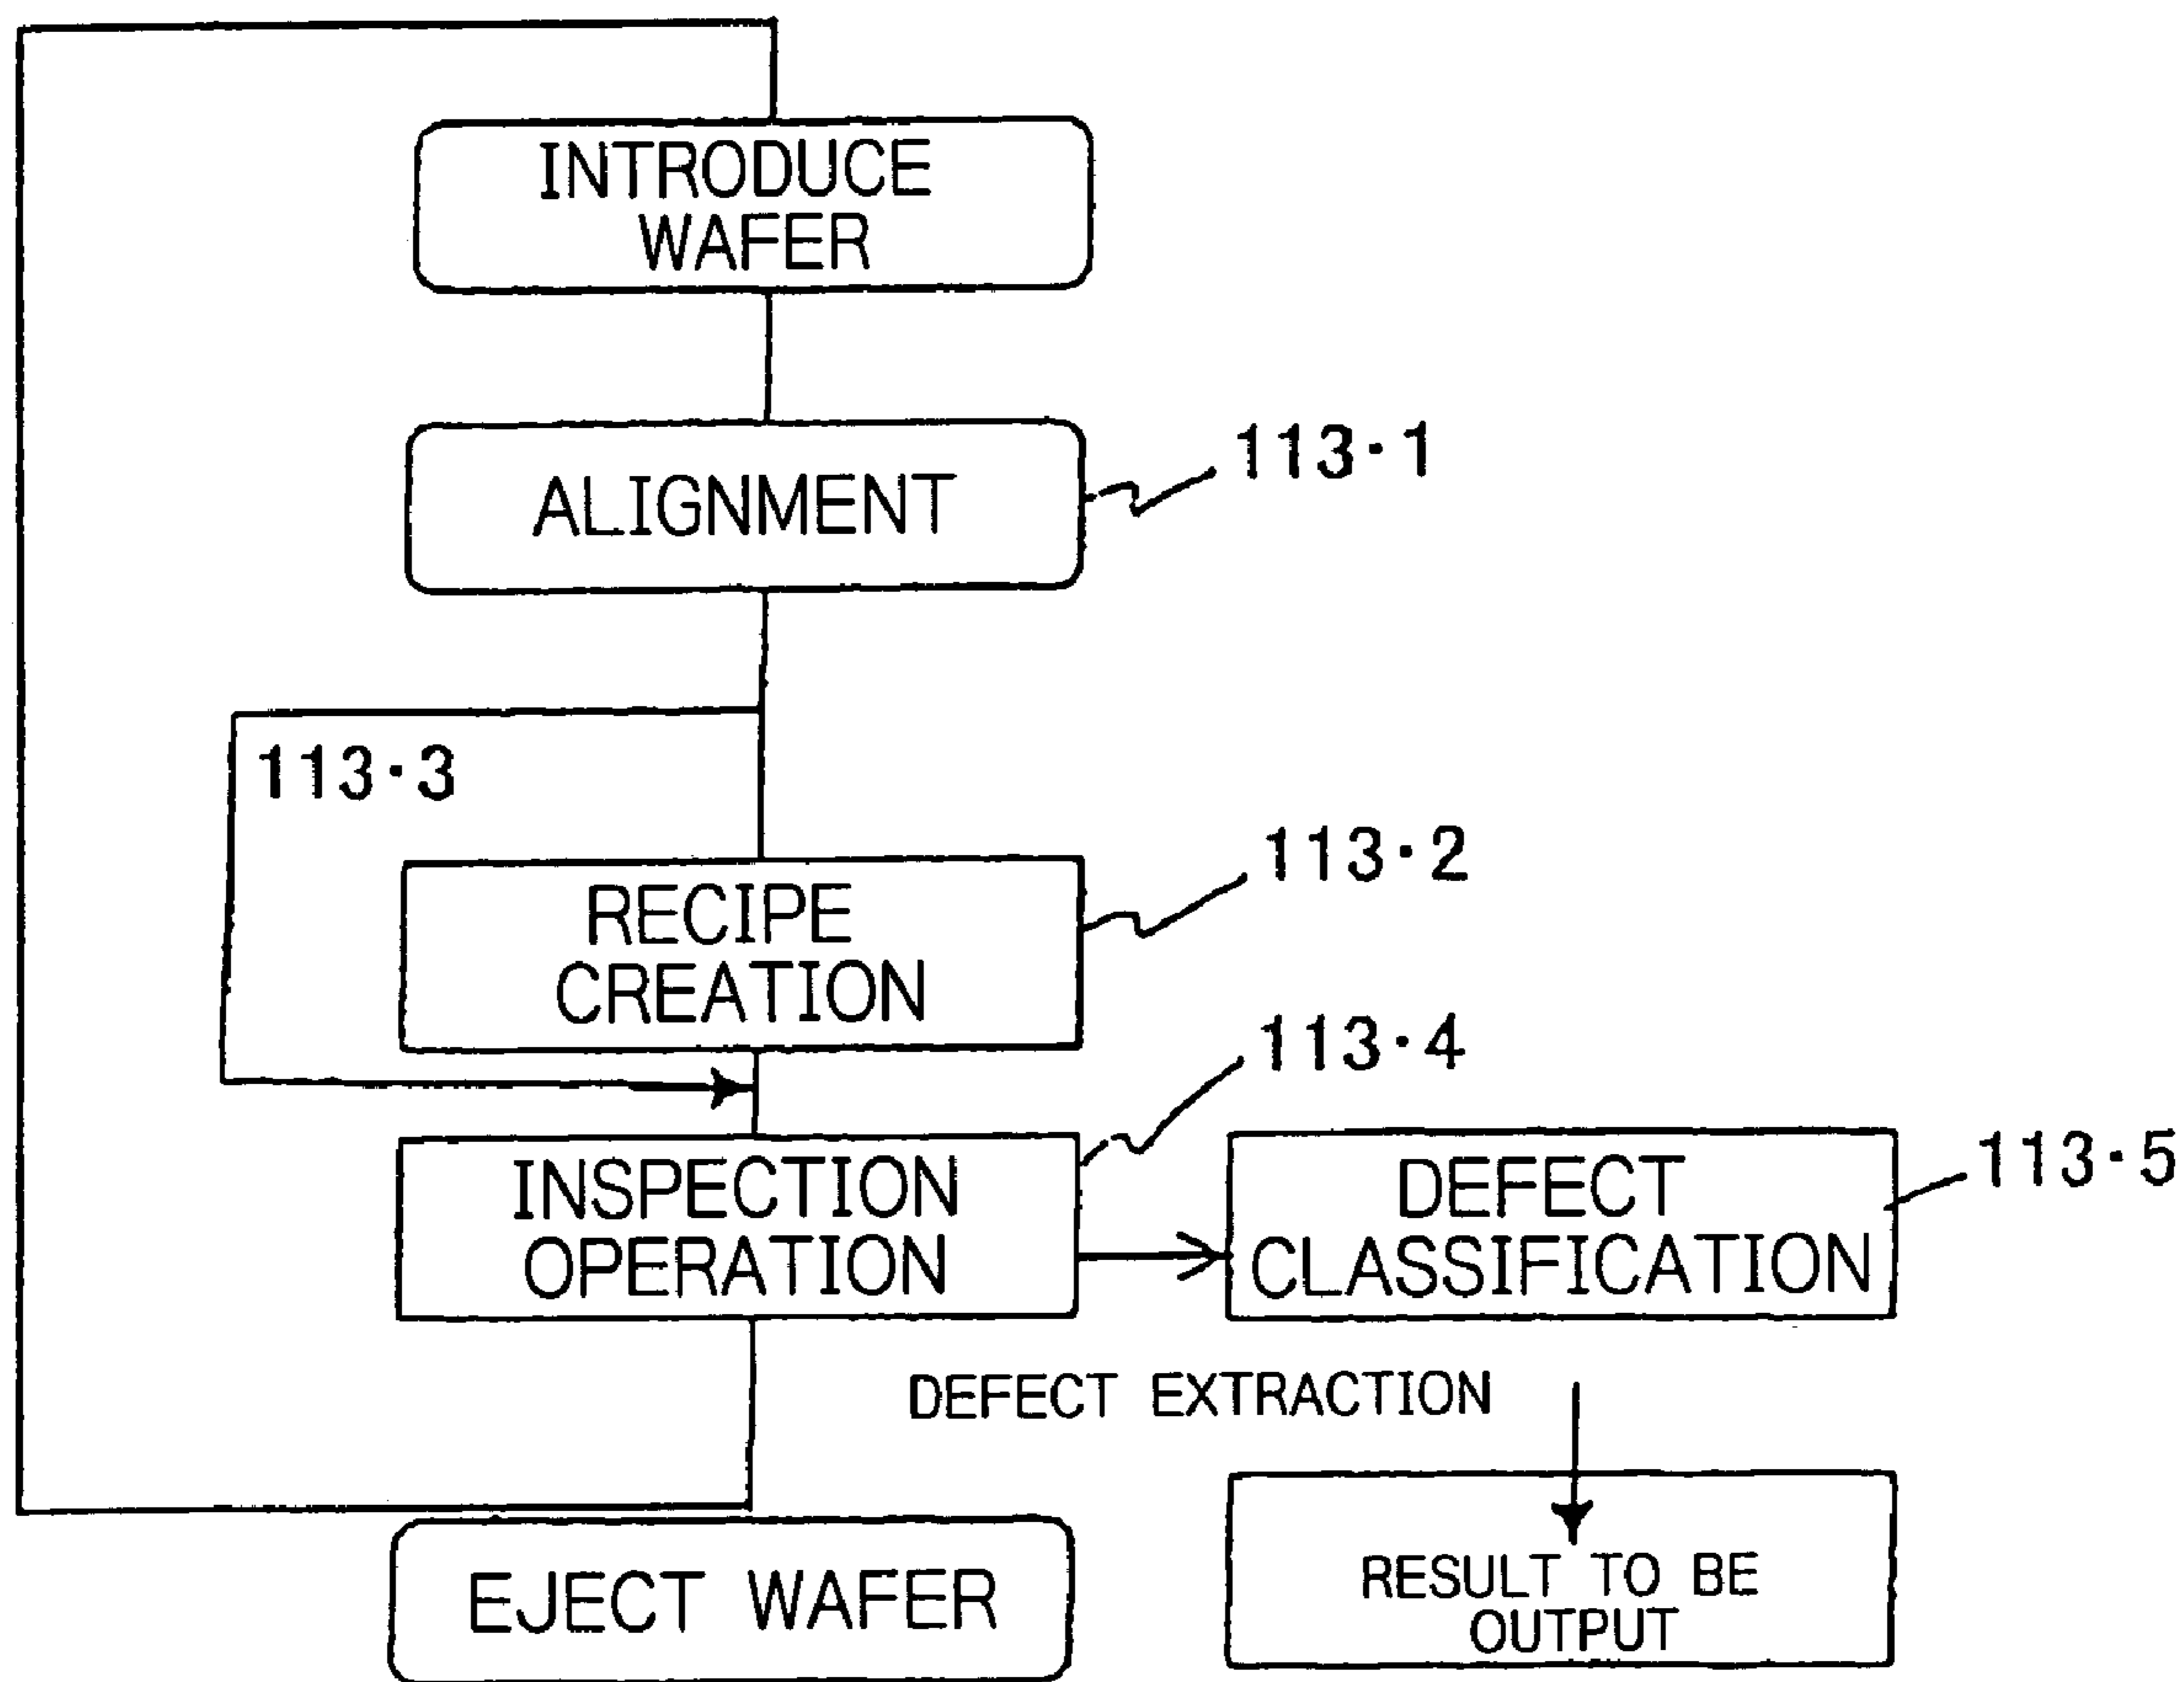 INTRODUCE
WAFER
ALIGNMENT
113·1
113·3
RECIPE
CREATION
113·2
113·4
INSPECTION
OPERATION
DEFECT
CLASSIFICATION
113·5
DEFECT EXTRACTION
EJECT WAFER
RESULT TO BE
OUTPUT